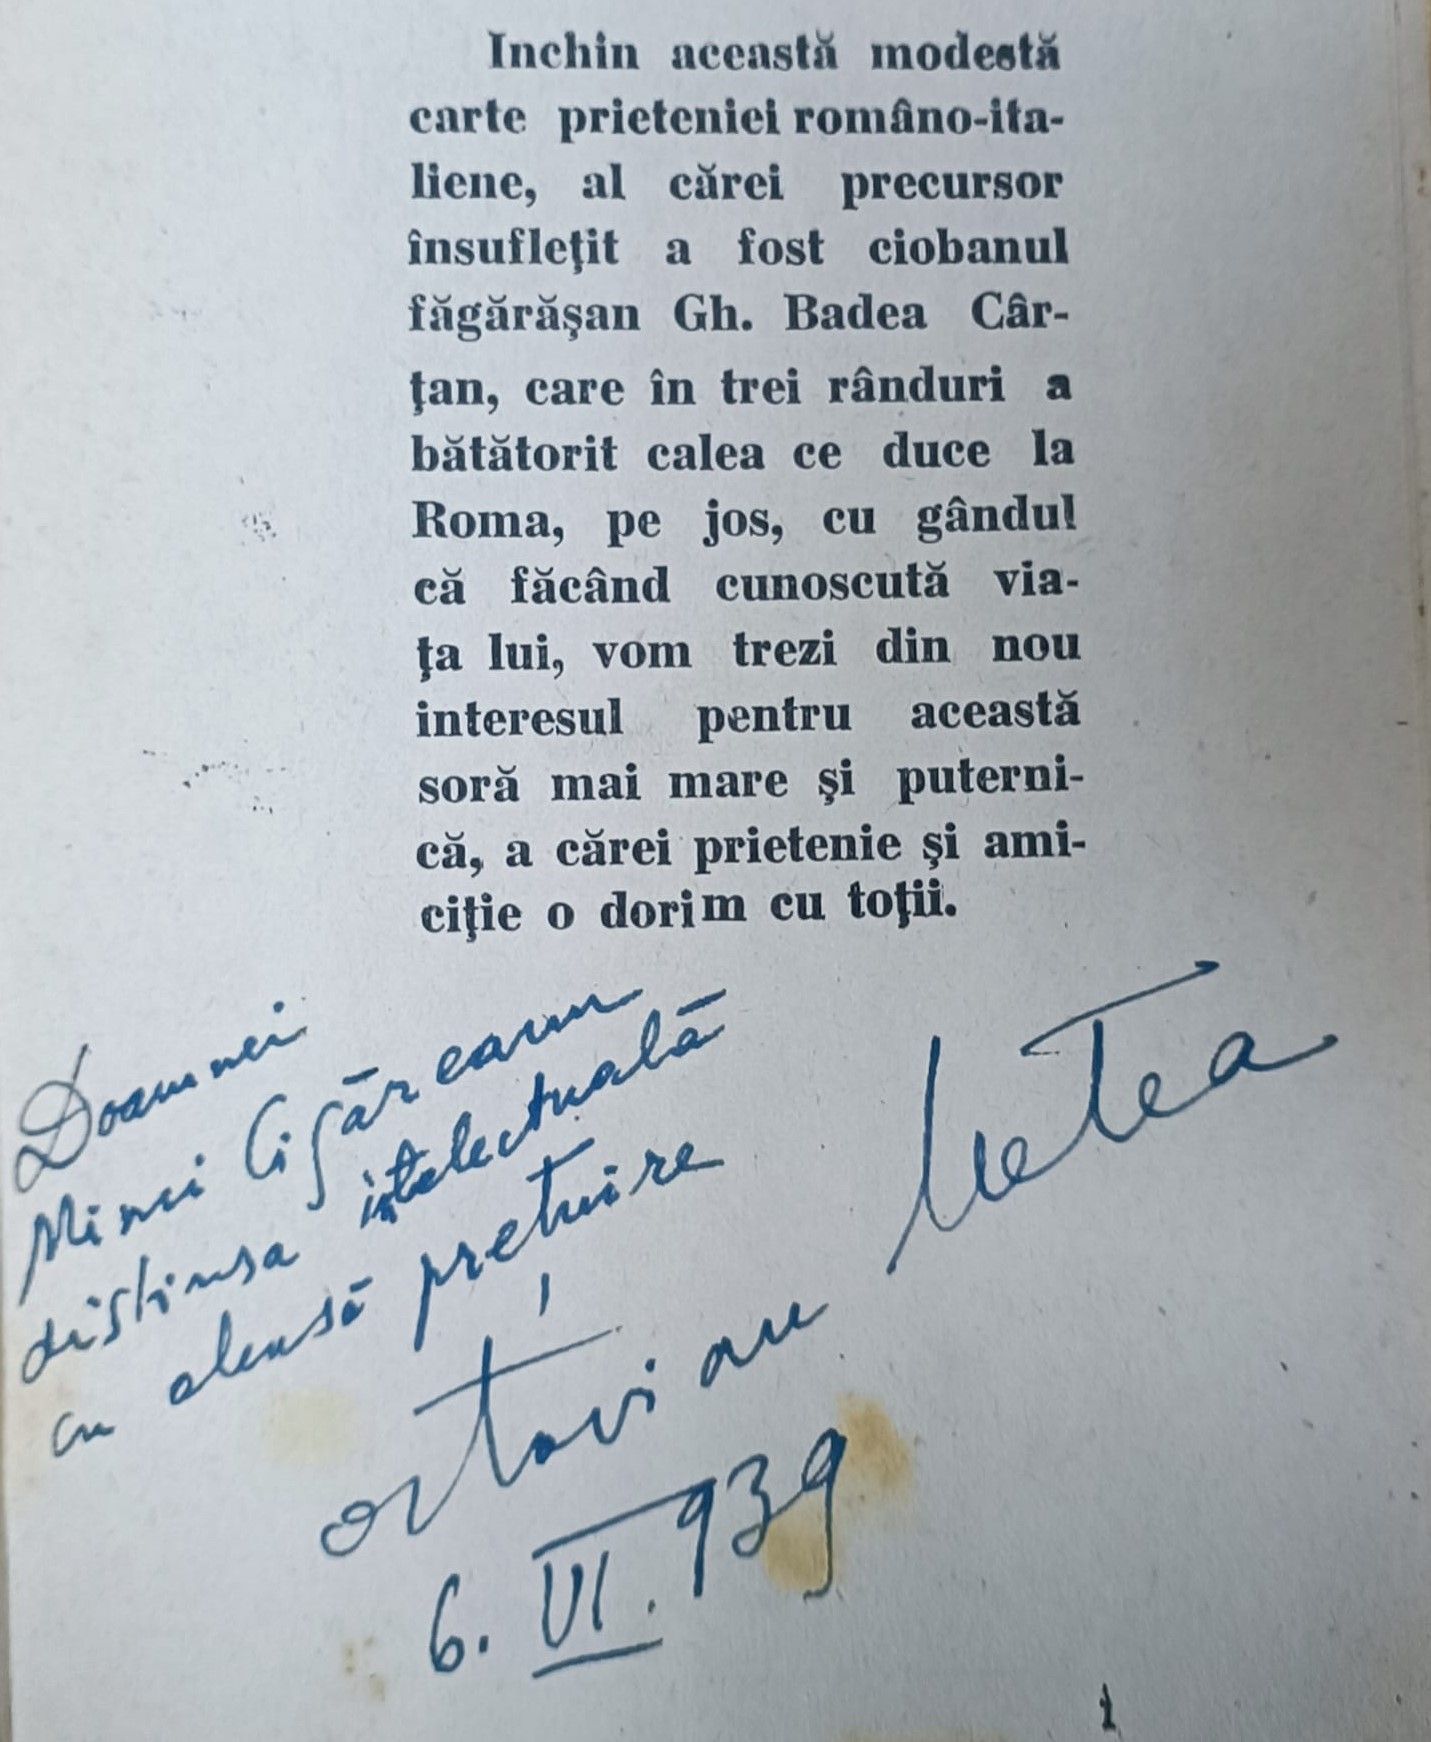 Inchin această modestă
carte prieteniei româno-ita-
liene, al cărei precursor
însufleţit a fost ciobanul
făgărăşan Gh. Badea Câr-
ţan, care în trei rânduri a
bătătorit calea ce duce la
Roma, pe jos, cu gândul
că făcând cunoscută via-
ţa lui, vom trezi din nou
interesul pentru această
soră mai mare şi puterni-
că, a cărei prietenie şi ami-
ciţie o dorim cu toţii.
Doamnei
Minei
distinsa intelectuală
cu aleasă preţuire
Octavian Metea
6. VI. 939
1